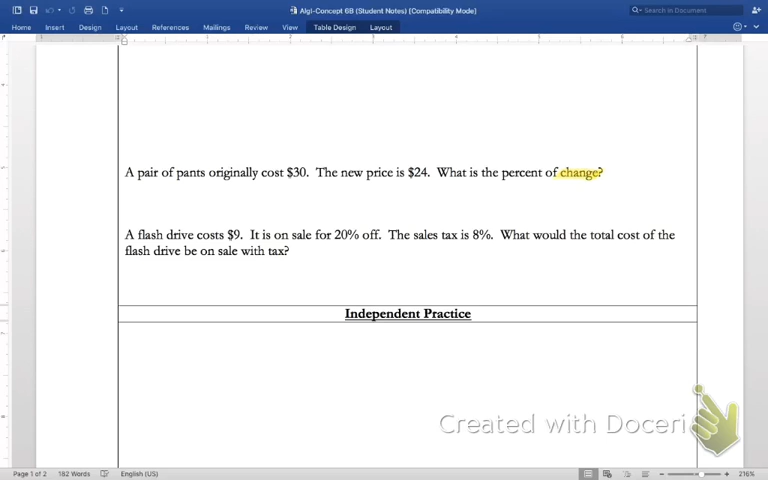 Algi-Concept 6B (Student Notes) [Compatibility Mode]
Search in Document
Home Insert Design Layout References Mailings Review View Table Design Layout
A pair of pants originally cost $30. The new price is $24. What is the percent of change?
A flash drive costs $9. It is on sale for 20% off. The sales tax is 8%. What would the total cost of the
flash drive be on sale with tax?
Independent Practice
Created with Doceri
Page 1 of 2 182 Words English (US) 216%